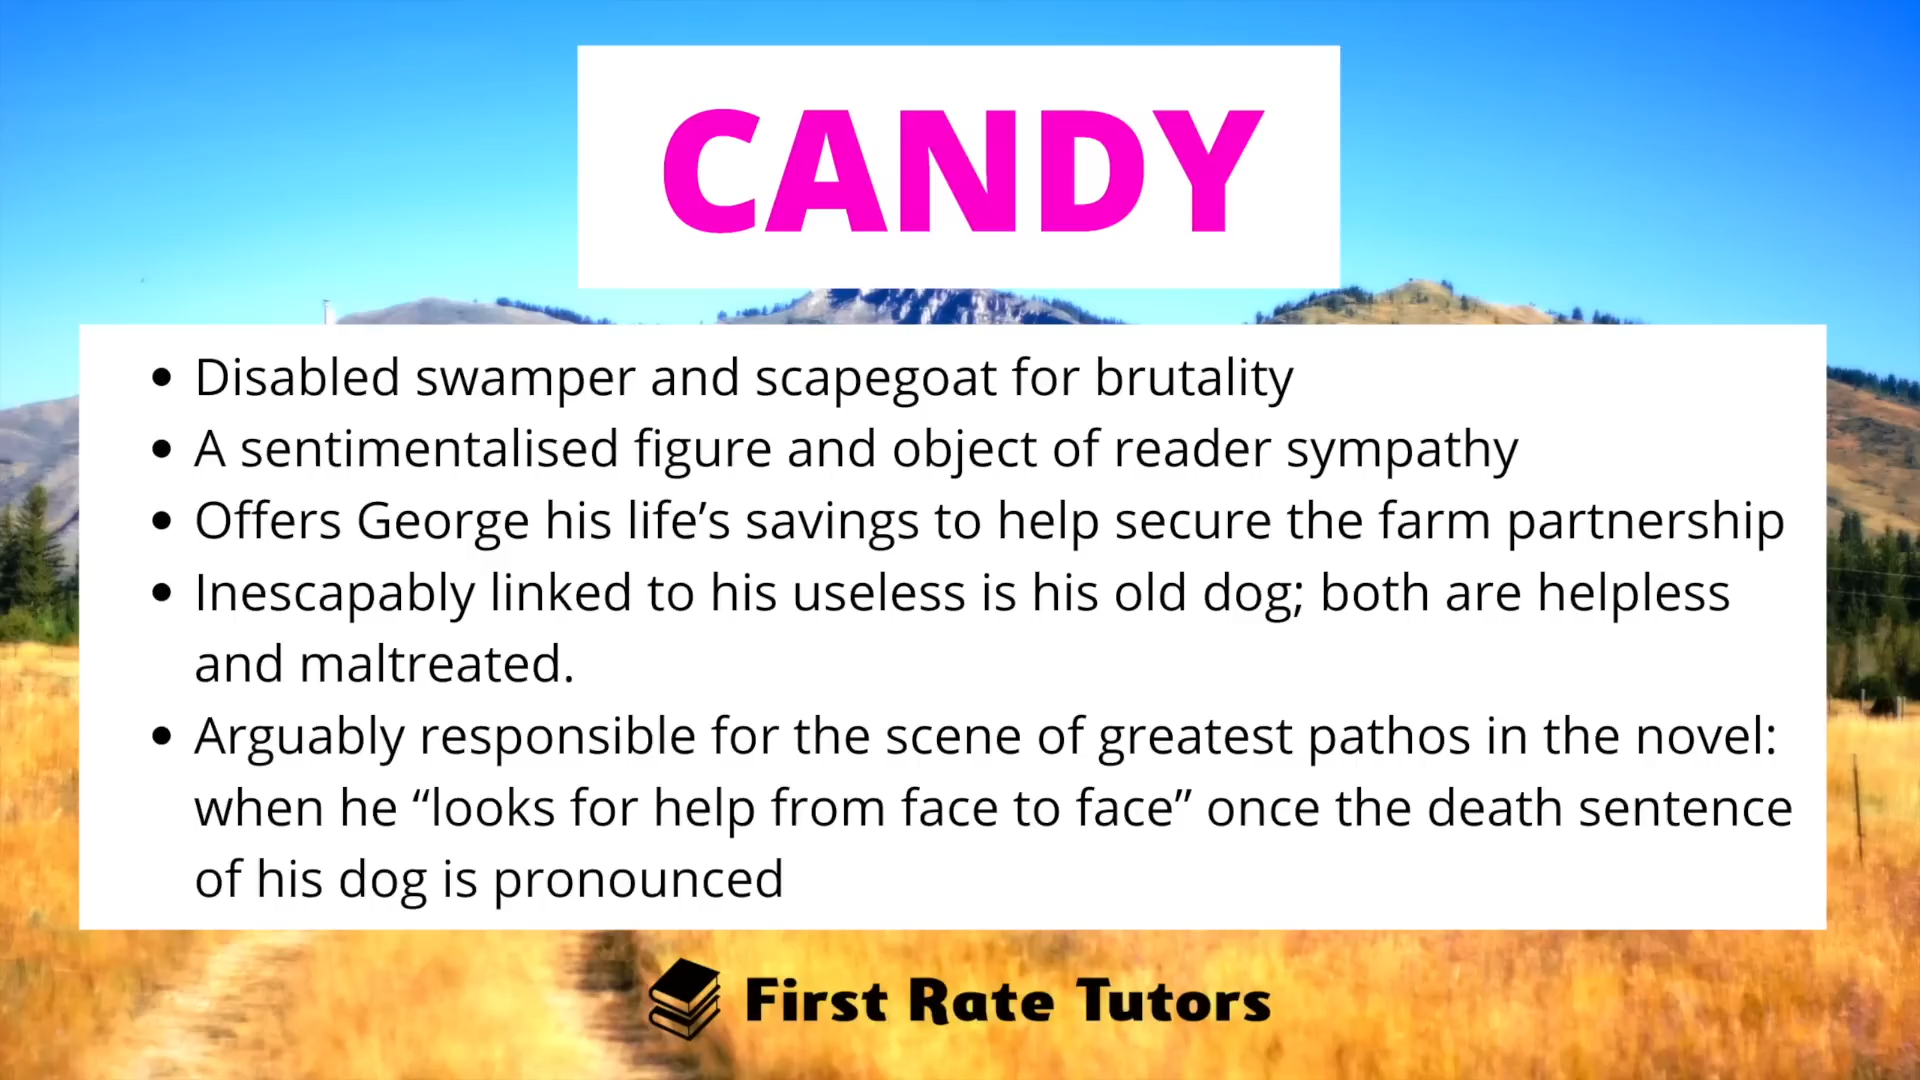 CANDY
• Disabled swamper and scapegoat for brutality
• A sentimentalised figure and object of reader sympathy
• Offers George his life’s savings to help secure the farm partnership
• Inescapably linked to his useless is his old dog; both are helpless
and maltreated.
• Arguably responsible for the scene of greatest pathos in the novel:
when he “looks for help from face to face” once the death sentence
of his dog is pronounced
First Rate Tutors